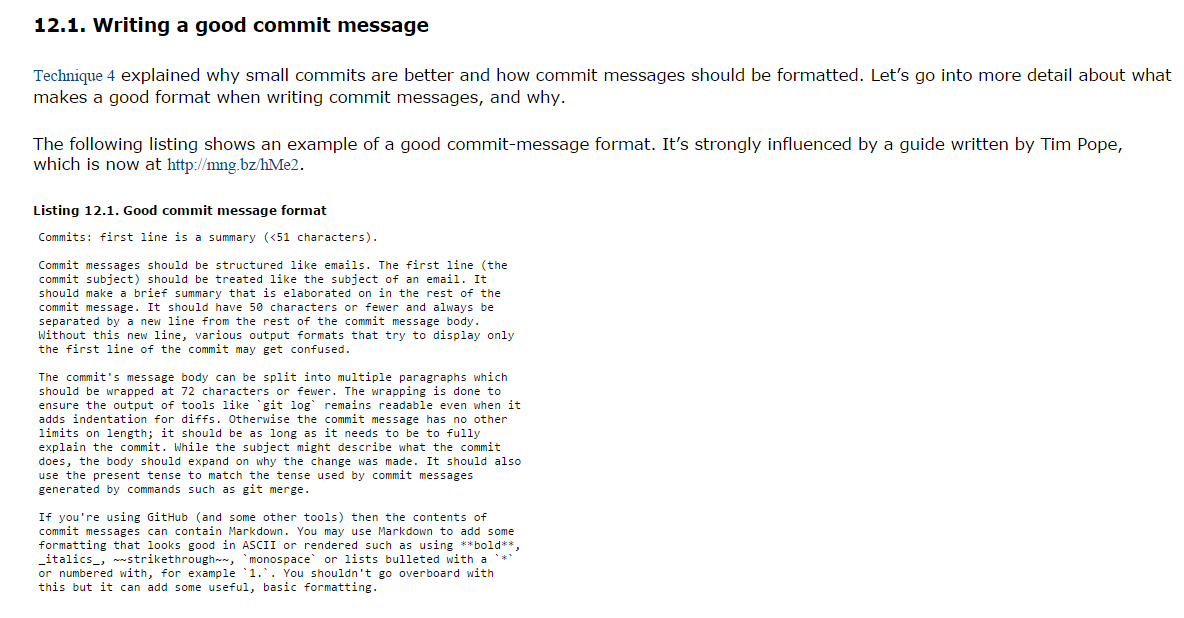 12.1. Writing a good commit message
Technique 4 explained why small commits are better and how commit messages should be formatted. Let’s go into more detail about what
makes a good format when writing commit messages, and why.
The following listing shows an example of a good commit-message format. It’s strongly influenced by a guide written by Tim Pope,
which is now at http://mng.bz/hMe2.
Listing 12.1. Good commit message format
Commits: first line is a summary (<51 characters).
Commit messages should be structured like emails. The first line (the
commit subject) should be treated like the subject of an email. It
should make a brief summary that is elaborated on in the rest of the
commit message. It should have 50 characters or fewer and always be
separated by a new line from the rest of the commit message body.
Without this new line, various output formats that try to display only
the first line of the commit may get confused.
The commit's message body can be split into multiple paragraphs which
should be wrapped at 72 characters or fewer. The wrapping is done to
ensure the output of tools like `git log` remains readable even when it
adds indentation for diffs. Otherwise the commit message has no other
limits on length; it should be as long as it needs to be to fully
explain the commit. While the subject might describe what the commit
does, the body should expand on why the change was made. It should also
use the present tense to match the tense used by commit messages
generated by commands such as git merge.
If you're using GitHub (and some other tools) then the contents of
commit messages can contain Markdown. You may use Markdown to add some
formatting that looks good in ASCII or rendered such as using **bold**,
_italics_, ~~strikethrough~~, `monospace` or lists bulleted with a `*`
or numbered with, for example `1.`. You shouldn't go overboard with
this but it can add some useful, basic formatting.